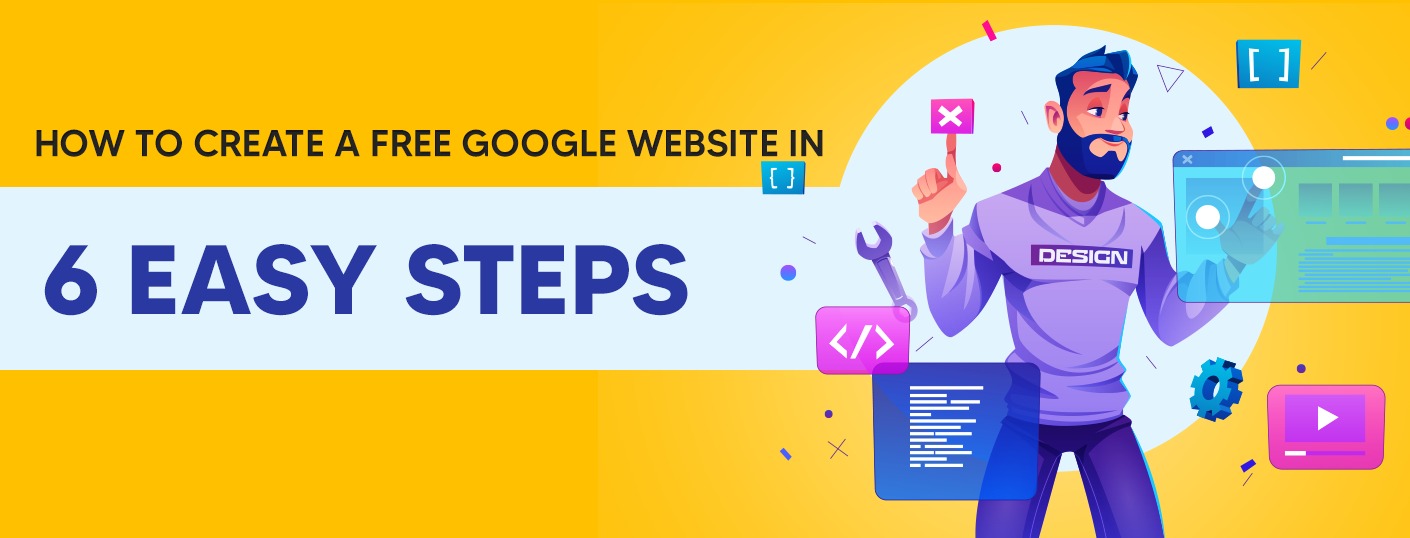 HOW TO CREATE A FREE GOOGLE WEBSITE IN
{ }
6 EASY STEPS
[ ]
DESIGN
</>